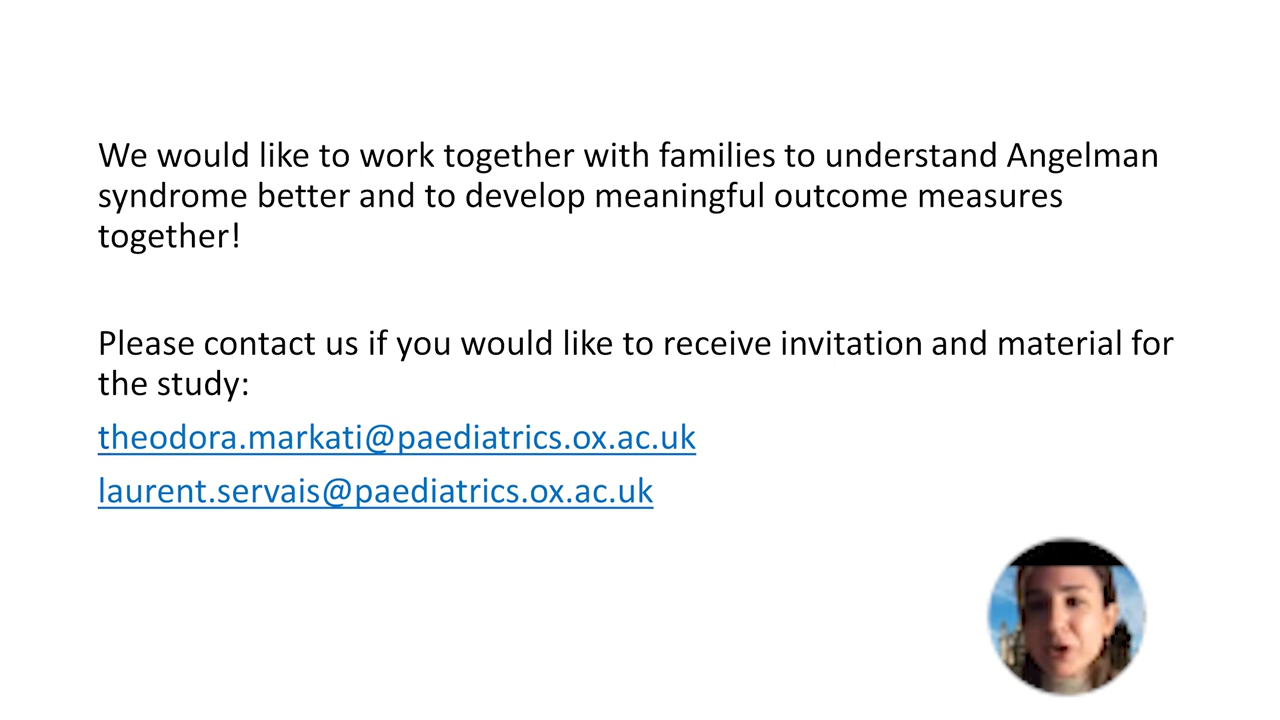 We would like to work together with families to understand Angelman
syndrome better and to develop meaningful outcome measures
together!
Please contact us if you would like to receive invitation and material for
the study:
theodora.markati@paediatrics.ox.ac.uk
laurent.servais@paediatrics.ox.ac.uk